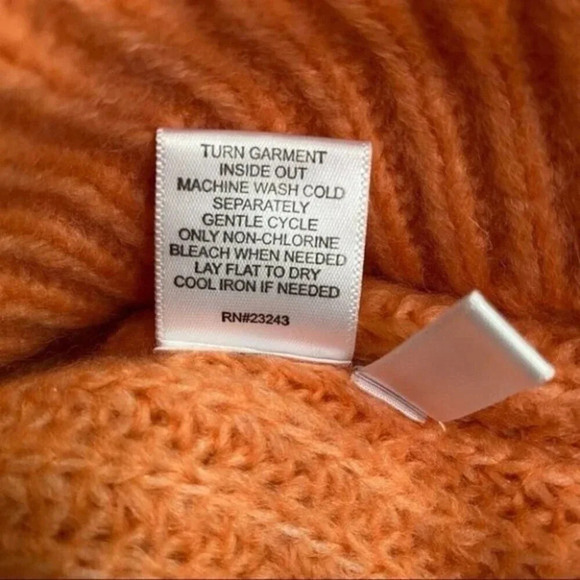 TURN GARMENT
INSIDE OUT
MACHINE WASH COLD
SEPARATELY
GENTLE CYCLE
ONLY NON-CHLORINE
BLEACH WHEN NEEDED
LAY FLAT TO DRY
COOL IRON IF NEEDED
RN#23243